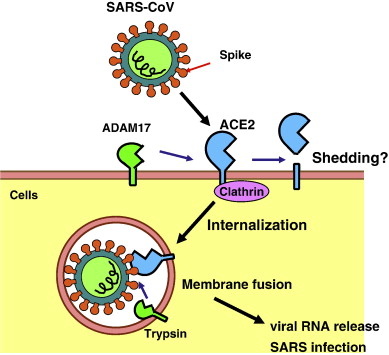 SARS-CoV
Spike
ADAM17
ACE2
Shedding?
Clathrin
Cells
Internalization
Membrane fusion
Trypsin
viral RNA release
SARS infection